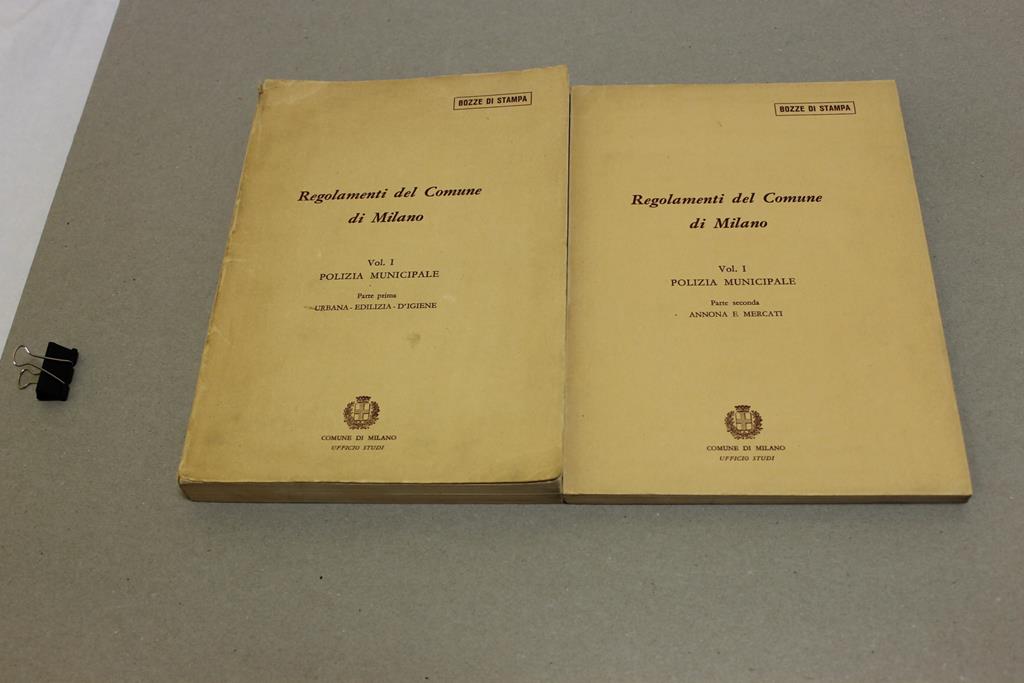 BOZZE DI STAMPA
Regolamenti del Comune
di Milano
Vol. I
POLIZIA MUNICIPALE
Parte prima
URBANA - EDILIZIA - D'IGIENE
COMUNE DI MILANO
UFFICIO STUDI
BOZZE DI STAMPA
Regolamenti del Comune
di Milano
Vol. I
POLIZIA MUNICIPALE
Parte seconda
ANNONA E MERCATI
COMUNE DI MILANO
UFFICIO STUDI